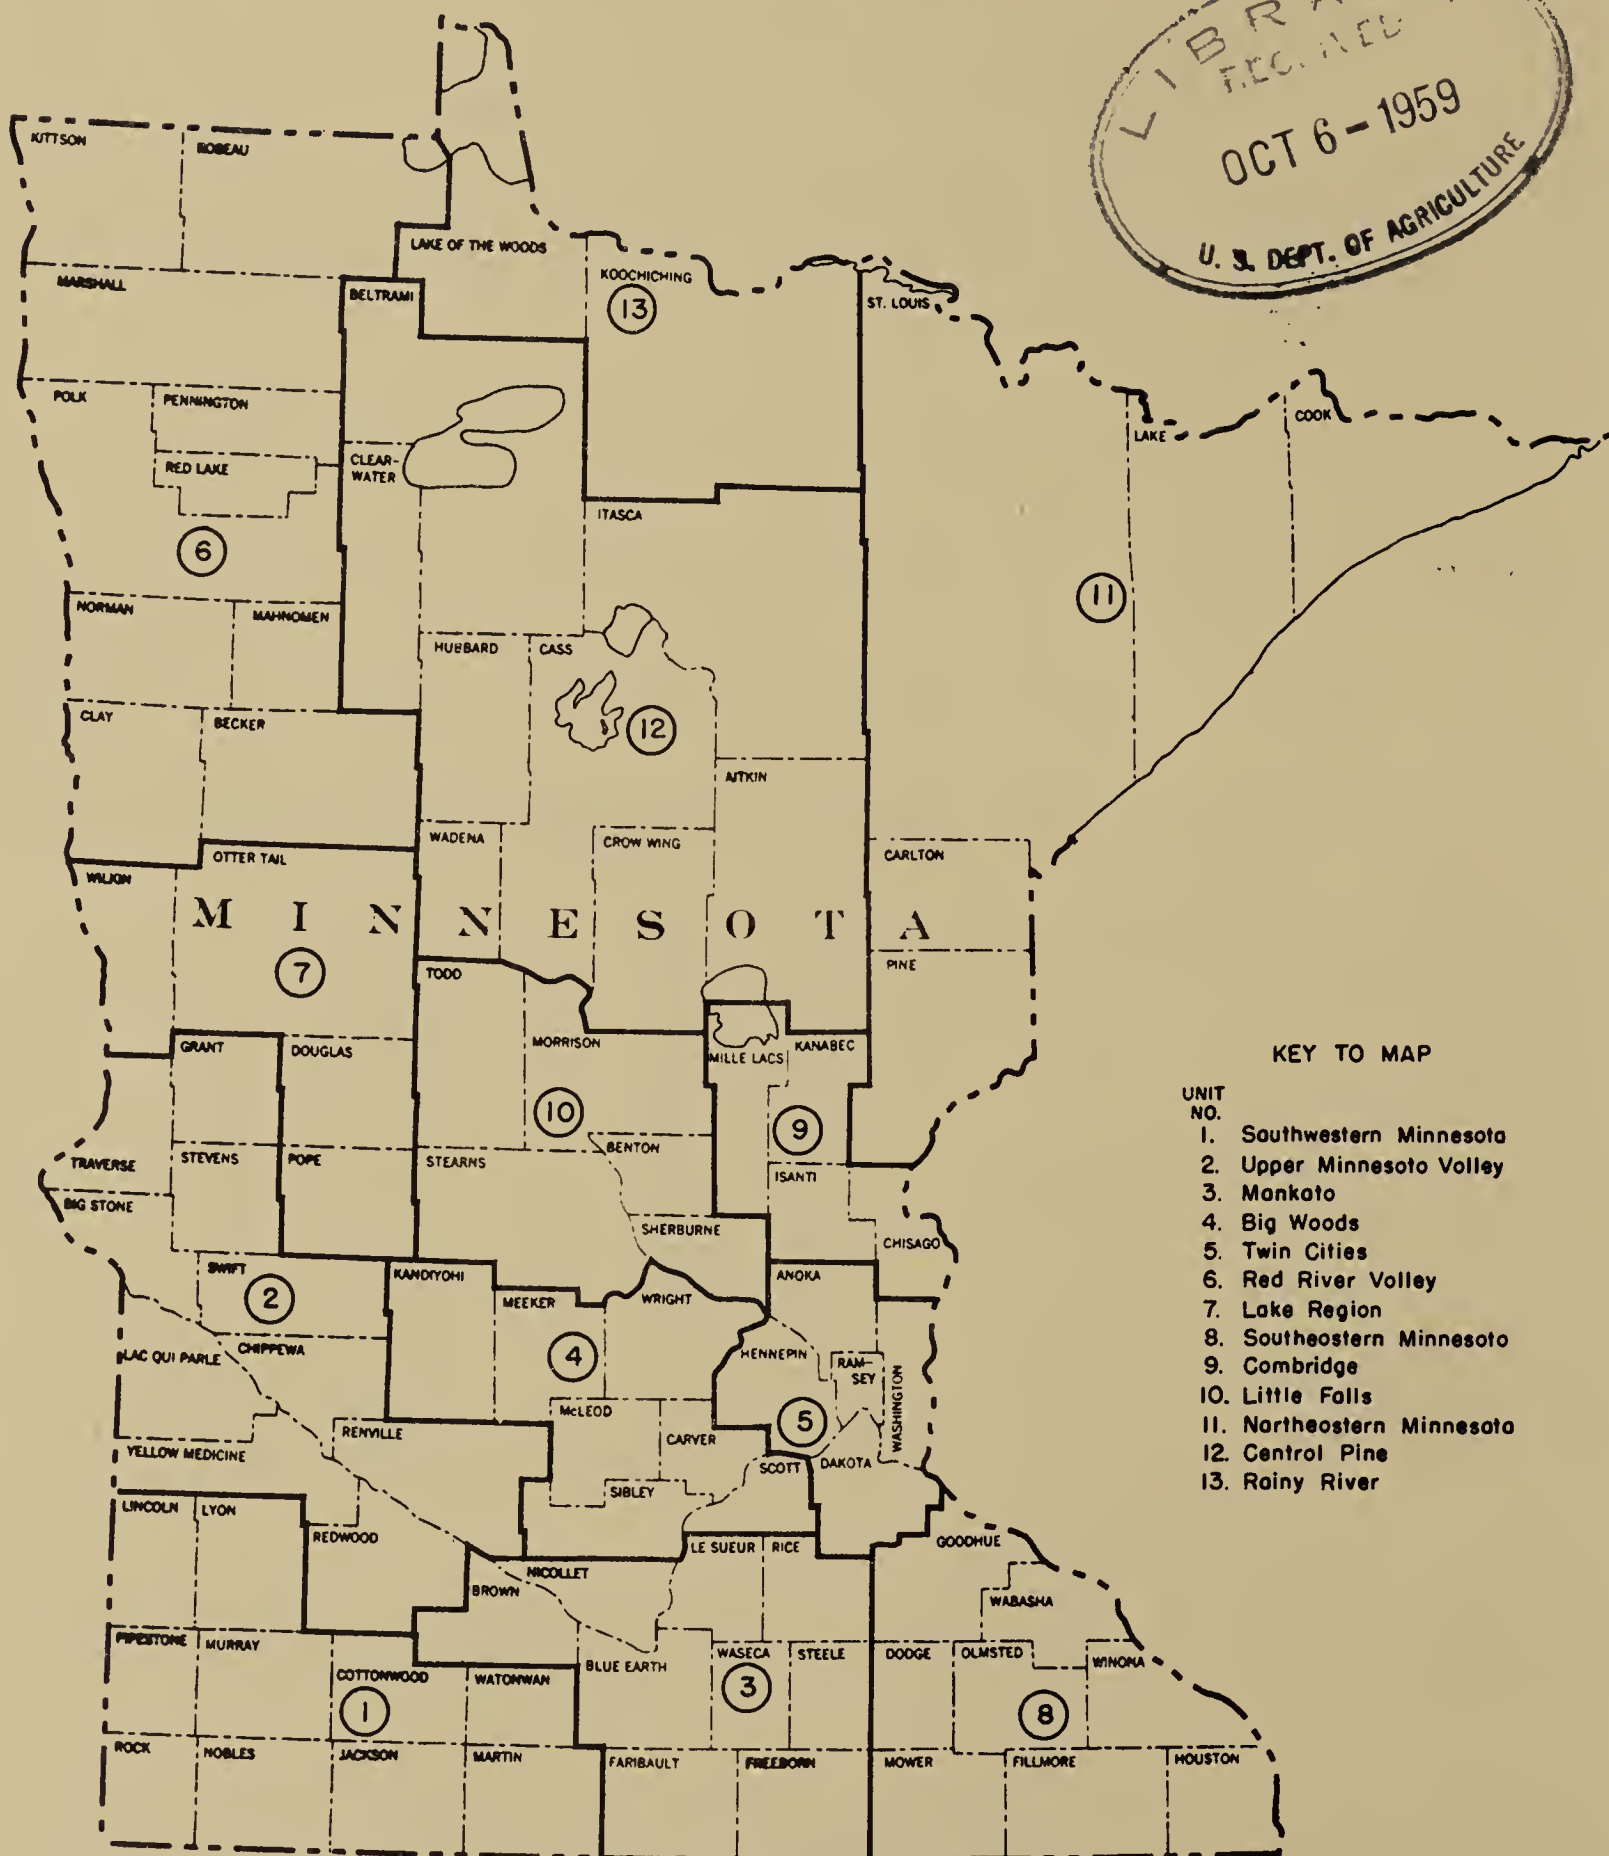 LIBRA
OCT 6 - 1959
U. S. DEPT. OF AGRICULTURE
KITTSON
ROSEAU
LAKE OF THE WOODS
KOOCHICHING
13
MARSHALL
BELTRAMI
ST. LOUIS
POLK
PENNINGTON
RED LAKE
CLEAR-
WATER
LAKE
COOK
ITASCA
6
11
NORMAN
MAHNOMEN
HUBBARD
CASS
CLAY
BECKER
12
AITKIN
WADENA
CROW WING
CARLTON
OTTER TAIL
WILKIN
MINNESOTA
7
TODD
PINE
GRANT
DOUGLAS
MORRISON
MILLE LACS
KANABEC
10
9
TRAVERSE
STEVENS
POPE
STEARNS
BENTON
ISANTI
BIG STONE
SHERBURNE
CHISAGO
SWIFT
KANDIYOHI
ANOKA
2
MEEKER
WRIGHT
LAC QUI PARLE
CHIPPEWA
4
HENNEPIN
RAM-
SEY
WASHINGTON
McLEOD
5
YELLOW MEDICINE
RENVILLE
CARVER
SCOTT
DAKOTA
LINCOLN
LYON
SIBLEY
REDWOOD
LE SUEUR
RICE
GOODHUE
BROWN
NICOLLET
WABASHA
PIPESTONE
MURRAY
COTTONWOOD
WATONWAN
BLUE EARTH
WASECA
STEELE
DODGE
OLMSTED
WINONA
1
3
8
ROCK
NOBLES
JACKSON
MARTIN
FARIBAULT
FREEBORN
MOWER
FILLMORE
HOUSTON
KEY TO MAP
UNIT
NO.
1. Southwestern Minnesota
2. Upper Minnesota Valley
3. Mankato
4. Big Woods
5. Twin Cities
6. Red River Valley
7. Lake Region
8. Southeastern Minnesota
9. Cambridge
10. Little Falls
11. Northeastern Minnesota
12. Central Pine
13. Rainy River